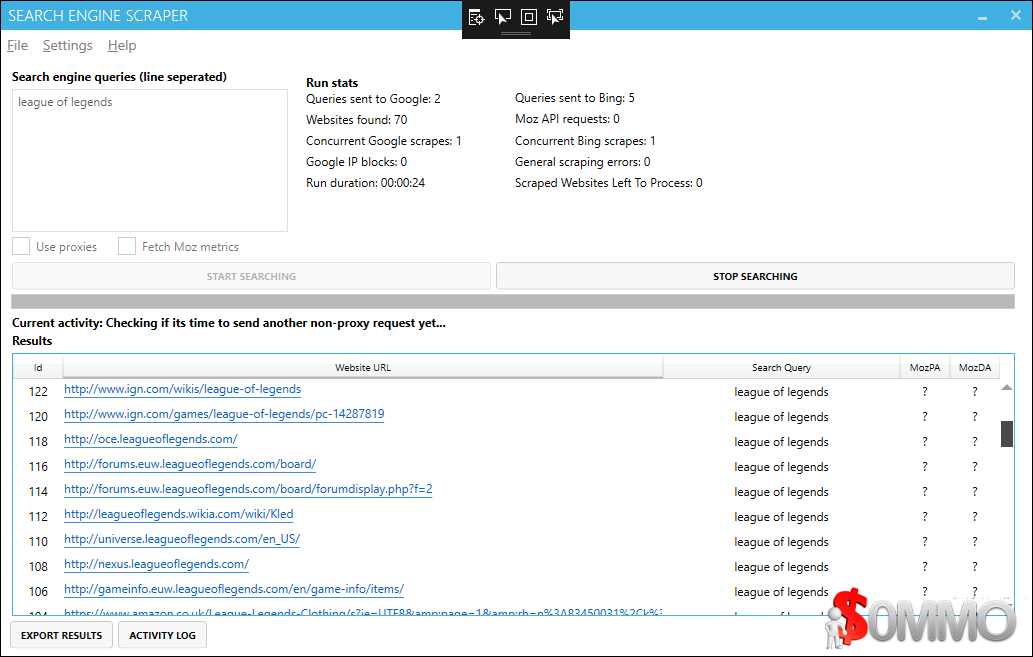 SEARCH ENGINE SCRAPER
File Settings Help
Search engine queries (line seperated)
league of legends
Run stats
Queries sent to Google: 2
Websites found: 70
Concurrent Google scrapes: 1
Google IP blocks: 0
Run duration: 00:00:24
Queries sent to Bing: 5
Moz API requests: 0
Concurrent Bing scrapes: 1
General scraping errors: 0
Scraped Websites Left To Process: 0
Use proxies Fetch Moz metrics
START SEARCHING STOP SEARCHING
Current activity: Checking if its time to send another non-proxy request yet...
Results
Id Website URL Search Query MozPA MozDA
122 http://www.ign.com/wikis/league-of-legends league of legends ? ?
120 http://www.ign.com/games/league-of-legends/pc-14287819 league of legends ? ?
118 http://oce.leagueoflegends.com/ league of legends ? ?
116 http://forums.euw.leagueoflegends.com/board/ league of legends ? ?
114 http://forums.euw.leagueoflegends.com/board/forumdisplay.php?f=2 league of legends ? ?
112 http://leagueoflegends.wikia.com/wiki/Kled league of legends ? ?
110 http://universe.leagueoflegends.com/en_US/ league of legends ? ?
108 http://nexus.leagueoflegends.com/ league of legends ? ?
106 http://gameinfo.euw.leagueoflegends.com/en/game-info/items/ league of legends ? ?
104 https://www.amazon.co.uk/League-Legends-Clothing/s?ie=UTF8&amp;page=1&amp;rh=n%3A83450031%2Ck%3 league of legends ? ?
EXPORT RESULTS ACTIVITY LOG
$OMMO